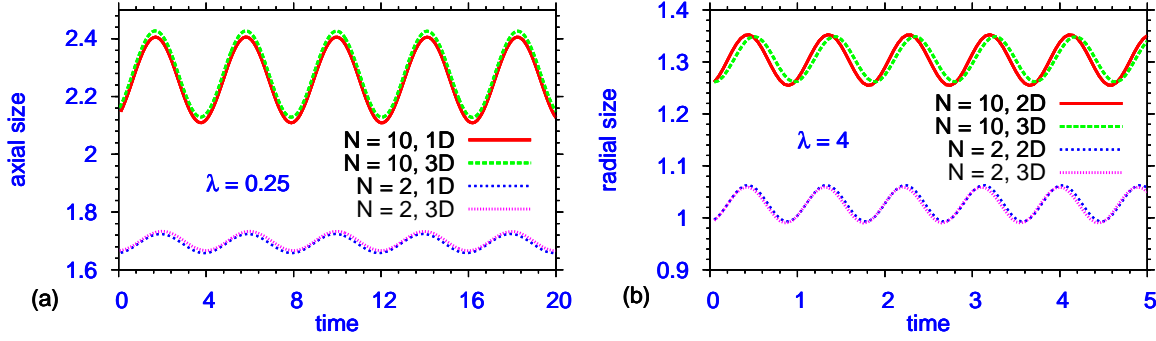 axial size
2.4
2.2
2
1.8
1.6
N = 10, 1D
N = 10, 3D
N = 2, 1D
N = 2, 3D
λ = 0.25
0 4 8 12 16 20
time
(a)
radial size
1.4
1.3
1.2
1.1
1
0.9
N = 10, 2D
N = 10, 3D
N = 2, 2D
N = 2, 3D
λ = 4
0 1 2 3 4 5
time
(b)